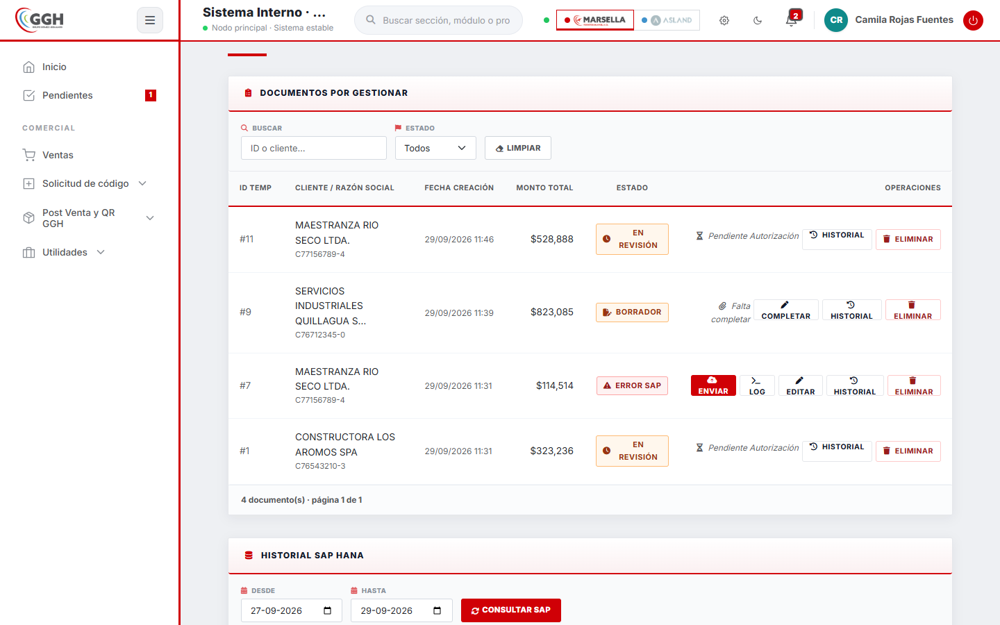 GGH
Sistema Interno · ...
Nodo principal · Sistema estable
Buscar sección, módulo o pro
MARSELLA
ASLAND
2
CR
Camila Rojas Fuentes
Inicio
Pendientes
1
COMERCIAL
Ventas
Solicitud de código
Post Venta y QR
GGH
Utilidades
DOCUMENTOS POR GESTIONAR
BUSCAR
ESTADO
ID o cliente...
Todos
LIMPIAR
ID TEMP
CLIENTE / RAZÓN SOCIAL
FECHA CREACIÓN
MONTO TOTAL
ESTADO
OPERACIONES
#11
MAESTRANZA RIO
SECO LTDA.
C77156789-4
29/09/2026 11:46
$528,888
EN
REVISIÓN
Pendiente Autorización
HISTORIAL
ELIMINAR
#9
SERVICIOS
INDUSTRIALES
QUILLAGUA S...
C76712345-0
29/09/2026 11:39
$823,085
BORRADOR
Falta
completar
COMPLETAR
HISTORIAL
ELIMINAR
#7
MAESTRANZA RIO
SECO LTDA.
C77156789-4
29/09/2026 11:31
$114,514
ERROR SAP
ENVIAR
LOG
EDITAR
HISTORIAL
ELIMINAR
#1
CONSTRUCTORA LOS
AROMOS SPA
C76543210-3
29/09/2026 11:31
$323,236
EN
REVISIÓN
Pendiente Autorización
HISTORIAL
ELIMINAR
4 documento(s) · página 1 de 1
HISTORIAL SAP HANA
DESDE
HASTA
27-09-2026
29-09-2026
CONSULTAR SAP